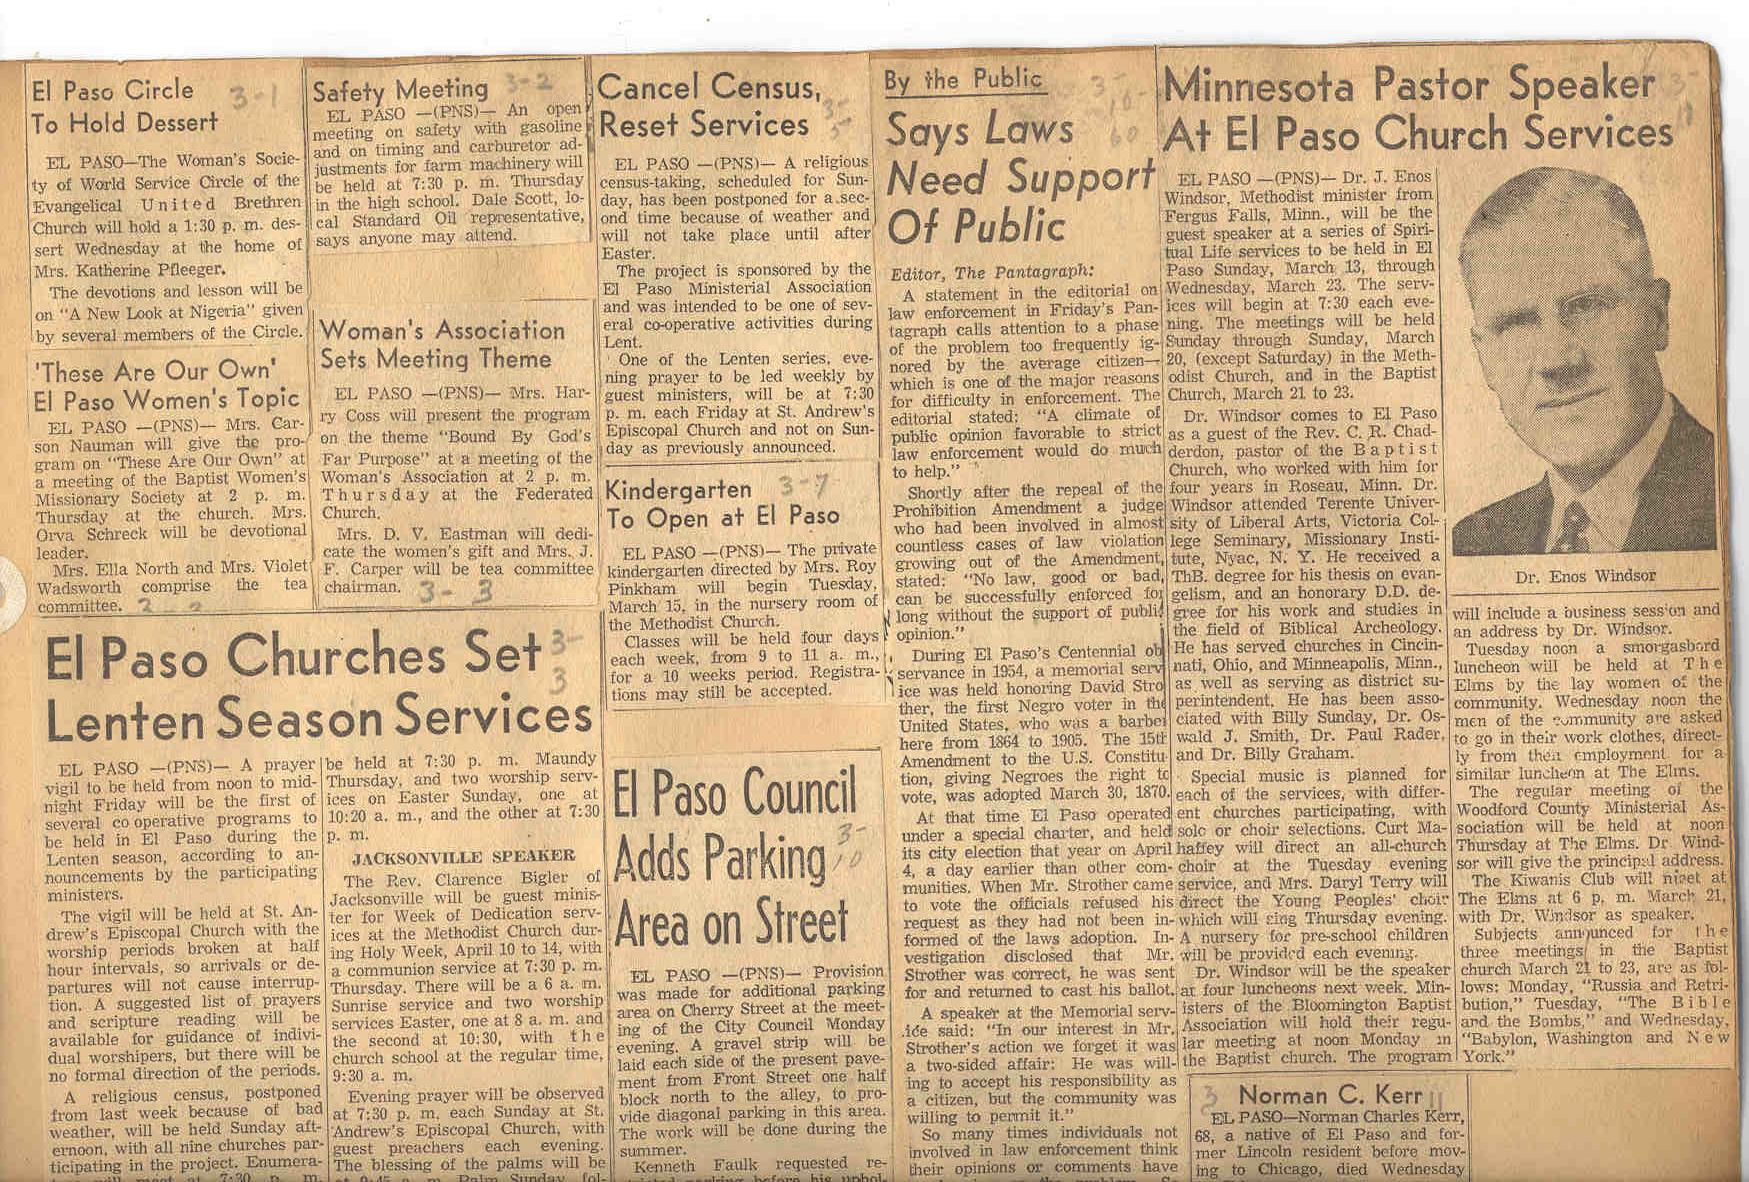 El Paso Circle
To Hold Dessert
3-1
EL PASO—The Woman's Socie-
ty of World Service Circle of the
Evangelical United Brethren
Church will hold a 1:30 p. m. des-
sert Wednesday at the home of
Mrs. Katherine Pfleeger.
The devotions and lesson will be
on "A New Look at Nigeria" given
by several members of the Circle.
'These Are Our Own'
El Paso Women's Topic
EL PASO —(PNS)— Mrs. Car-
son Nauman will give the pro-
gram on "These Are Our Own" at
a meeting of the Baptist Women's
Missionary Society at 2 p. m.
Thursday at the church. Mrs.
Orva Schreck will be devotional
leader.
Mrs. Ella North and Mrs. Violet
Wadsworth comprise the tea
committee.
Safety Meeting
3-2
EL PASO —(PNS)— An open
meeting on safety with gasoline
and on timing and carburetor ad-
justments for farm machinery will
be held at 7:30 p. m. Thursday
in the high school. Dale Scott, lo-
cal Standard Oil representative,
says anyone may attend.
Woman's Association
Sets Meeting Theme
EL PASO —(PNS)— Mrs. Har-
ry Coss will present the program
on the theme "Bound By God's
Far Purpose" at a meeting of the
Woman's Association at 2 p. m.
Thursday at the Federated
Church.
Mrs. D. V. Eastman will dedi-
cate the women's gift and Mrs. J.
F. Carper will be tea committee
chairman.
3-3
El Paso Churches Set
Lenten Season Services
3-
3
EL PASO —(PNS)— A prayer
vigil to be held from noon to mid-
night Friday will be the first of
several co operative programs to
be held in El Paso during the
Lenten season, according to an-
nouncements by the participating
ministers.
The vigil will be held at St. An-
drew's Episcopal Church with the
worship periods broken at half
hour intervals, so arrivals or de-
partures will not cause interrup-
tion. A suggested list of prayers
and scripture reading will be
available for guidance of indivi-
dual worshipers, but there will be
no formal direction of the periods.
A religious census, postponed
from last week because of bad
weather, will be held Sunday aft-
ernoon, with all nine churches par-
ticipating in the project. Enumera-
7:30 p. m.
be held at 7:30 p. m. Maundy
Thursday, and two worship serv-
ices on Easter Sunday, one at
10:20 a. m., and the other at 7:30
p. m.
JACKSONVILLE SPEAKER
The Rev. Clarence Bigler of
Jacksonville will be guest minis-
ter for Week of Dedication serv-
ices at the Methodist Church dur-
ing Holy Week, April 10 to 14, with
a communion service at 7:30 p. m.
Thursday. There will be a 6 a. m.
Sunrise service and two worship
services Easter, one at 8 a. m. and
the second at 10:30, with the
church school at the regular time,
9:30 a. m.
Evening prayer will be observed
at 7:30 p. m. each Sunday at St.
Andrew's Episcopal Church, with
guest preachers each evening.
The blessing of the palms will be
Palm Sunday
Cancel Census,
Reset Services
3-
5
EL PASO —(PNS)— A religious
census-taking, scheduled for Sun-
day, has been postponed for a sec-
ond time because of weather and
will not take place until after
Easter.
The project is sponsored by the
El Paso Ministerial Association
and was intended to be one of sev-
eral co-operative activities during
Lent.
One of the Lenten series, eve-
ning prayer to be led weekly by
guest ministers, will be at 7:30
p. m. each Friday at St. Andrew's
Episcopal Church and not on Sun-
day as previously announced.
Kindergarten
To Open at El Paso
3-7
EL PASO —(PNS)— The private
kindergarten directed by Mrs. Roy
Pinkham will begin Tuesday,
March 15, in the nursery room of
the Methodist Church.
Classes will be held four days
each week, from 9 to 11 a. m.,
for a 10 weeks period. Registra-
tions may still be accepted.
El Paso Council
Adds Parking
Area on Street
3-
10
EL PASO —(PNS)— Provision
was made for additional parking
area on Cherry Street at the meet-
ing of the City Council Monday
evening. A gravel strip will be
laid each side of the present pave-
ment from Front Street one half
block north to the alley, to pro-
vide diagonal parking in this area.
The work will be done during the
summer.
Kenneth Faulk requested re-
By the Public
3-
10-
60
Says Laws
Need Support
Of Public
Editor, The Pantagraph:
A statement in the editorial on
law enforcement in Friday's Pan-
tagraph calls attention to a phase
of the problem too frequently ig-
nored by the average citizen—
which is one of the major reasons
for difficulty in enforcement. The
editorial stated: "A climate of
public opinion favorable to strict
law enforcement would do much
to help."
Shortly after the repeal of the
Prohibition Amendment a judge
who had been involved in almost
countless cases of law violation
growing out of the Amendment,
stated: "No law, good or bad,
can be successfully enforced for
long without the support of public
opinion."
During El Paso's Centennial ob
servance in 1954, a memorial serv
ice was held honoring David Stro
ther, the first Negro voter in the
United States, who was a barber
here from 1864 to 1905. The 15th
Amendment to the U.S. Constitu
tion, giving Negroes the right to
vote, was adopted March 30, 1870.
At that time El Paso operated
under a special charter, and held
its city election that year on April
4, a day earlier than other com-
munities. When Mr. Strother came
to vote the officials refused his
request as they had not been in-
formed of the laws adoption. In-
vestigation disclosed that Mr.
Strother was correct, he was sent
for and returned to cast his ballot.
A speaker at the Memorial serv-
ice said: "In our interest in Mr.
Strother's action we forget it was
a two-sided affair: He was will-
ing to accept his responsibility as
a citizen, but the community was
willing to permit it."
So many times individuals not
involved in law enforcement think
their opinions or comments have
Minnesota Pastor Speaker
At El Paso Church Services
3-
11
EL PASO —(PNS)— Dr. J. Enos
Windsor, Methodist minister from
Fergus Falls, Minn., will be the
guest speaker at a series of Spiri-
tual Life services to be held in El
Paso Sunday, March 13, through
Wednesday, March 23. The serv-
ices will begin at 7:30 each eve-
ning. The meetings will be held
Sunday through Sunday, March
20, (except Saturday) in the Meth-
odist Church, and in the Baptist
Church, March 21 to 23.
Dr. Windsor comes to El Paso
as a guest of the Rev. C. R. Chad-
derdon, pastor of the Baptist
Church, who worked with him for
four years in Roseau, Minn. Dr.
Windsor attended Terente Univer-
sity of Liberal Arts, Victoria Col-
lege Seminary, Missionary Insti-
tute, Nyac, N. Y. He received a
ThB. degree for his thesis on evan-
gelism, and an honorary D.D. de-
gree for his work and studies in
the field of Biblical Archeology.
He has served churches in Cincin-
nati, Ohio, and Minneapolis, Minn.,
as well as serving as district su-
perintendent. He has been asso-
ciated with Billy Sunday, Dr. Os-
wald J. Smith, Dr. Paul Rader,
and Dr. Billy Graham.
Special music is planned for
each of the services, with differ-
ent churches participating, with
solo or choir selections. Curt Ma-
haffey will direct an all-church
choir at the Tuesday evening
service, and Mrs. Daryl Terry will
direct the Young Peoples' choir
which will sing Thursday evening.
A nursery for pre-school children
will be provided each evening.
Dr. Windsor will be the speaker
at four luncheons next week. Min-
isters of the Bloomington Baptist
Association will hold their regu-
lar meeting at noon Monday in
the Baptist church. The program
Dr. Enos Windsor
will include a business session and
an address by Dr. Windsor.
Tuesday noon a smorgasbord
luncheon will be held at The
Elms by the lay women of the
community. Wednesday noon the
men of the community are asked
to go in their work clothes, direct-
ly from their employment for a
similar luncheon at The Elms.
The regular meeting of the
Woodford County Ministerial As-
sociation will be held at noon
Thursday at The Elms. Dr Wind-
sor will give the principal address.
The Kiwanis Club will meet at
The Elms at 6 p. m. March 21,
with Dr. Windsor as speaker.
Subjects announced for the
three meetings in the Baptist
church March 21 to 23, are as fol-
lows: Monday, "Russia and Retri-
bution," Tuesday, "The Bible
and the Bombs," and Wednesday,
"Babylon, Washington and New
York."
3 Norman C. Kerr 11
EL PASO—Norman Charles Kerr,
68, a native of El Paso and for-
mer Lincoln resident before mov-
ing to Chicago, died Wednesday